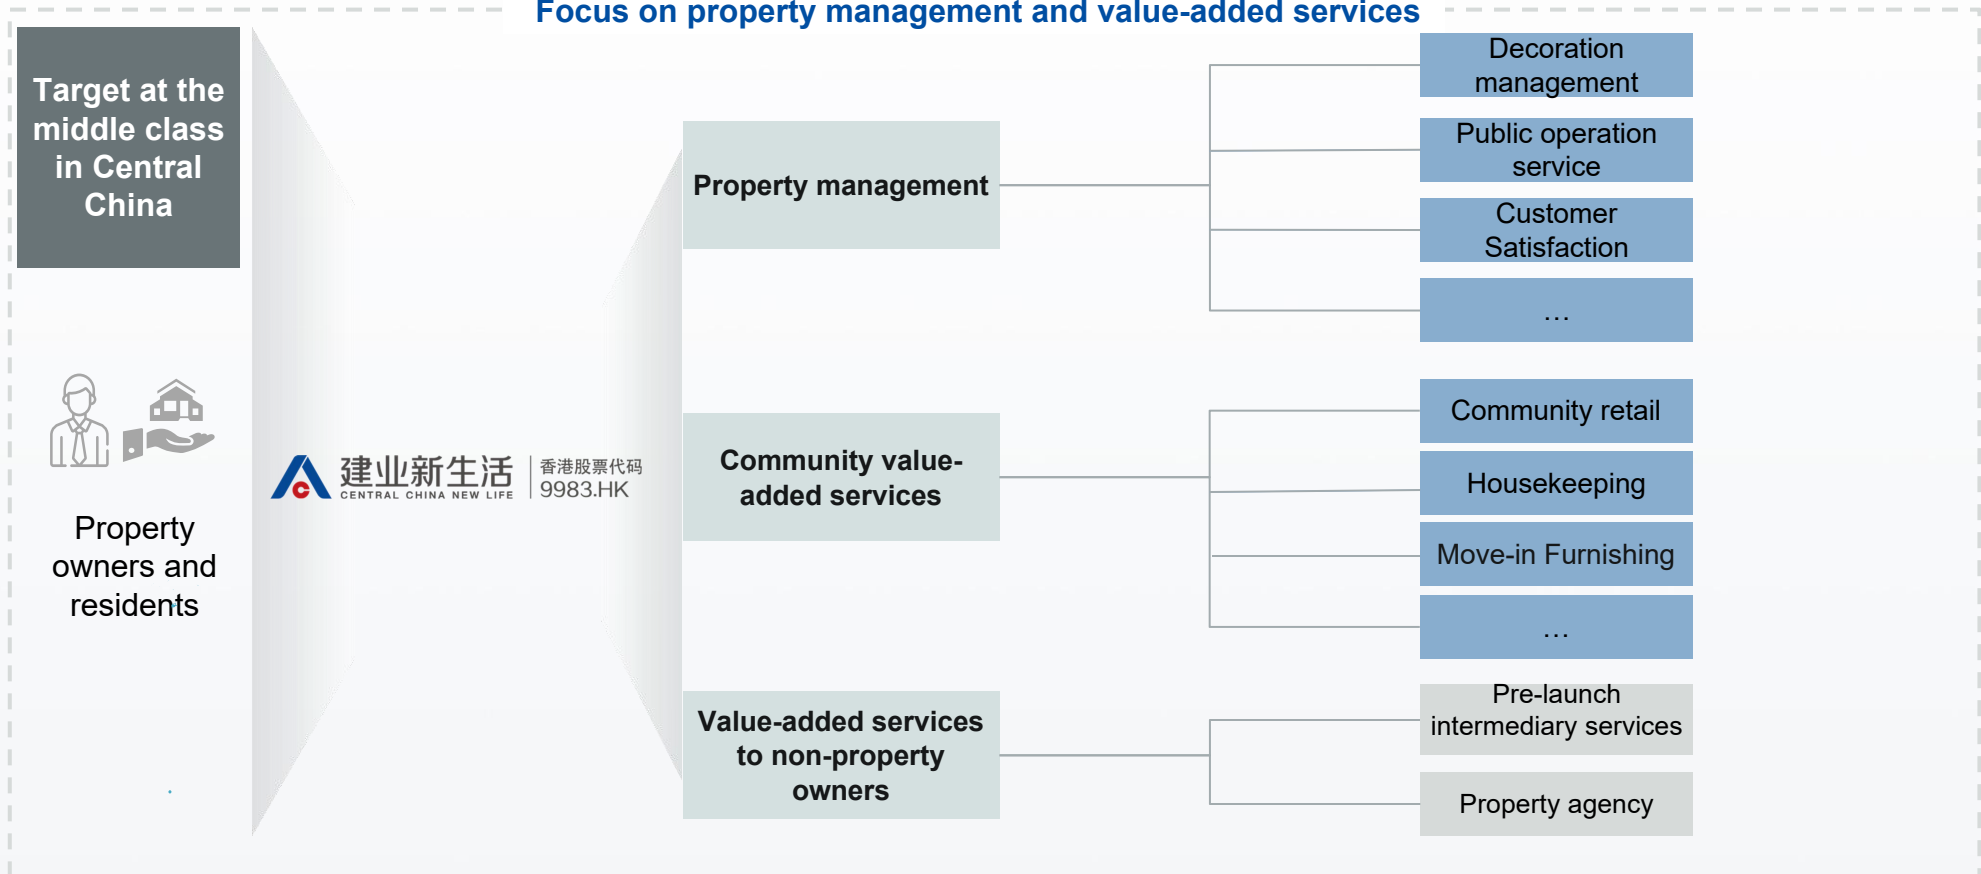 Focus on property management and value-added services
Target at the
middle class
in Central
China
Property
owners and
residents
建业新生活
CENTRAL CHINA NEW LIFE
香港股票代码
9983.HK
Property management
Decoration
management
Public operation
service
Customer
Satisfaction
...
Community value-
added services
Community retail
Housekeeping
Move-in Furnishing
...
Value-added services
to non-property
owners
Pre-launch
intermediary services
Property agency